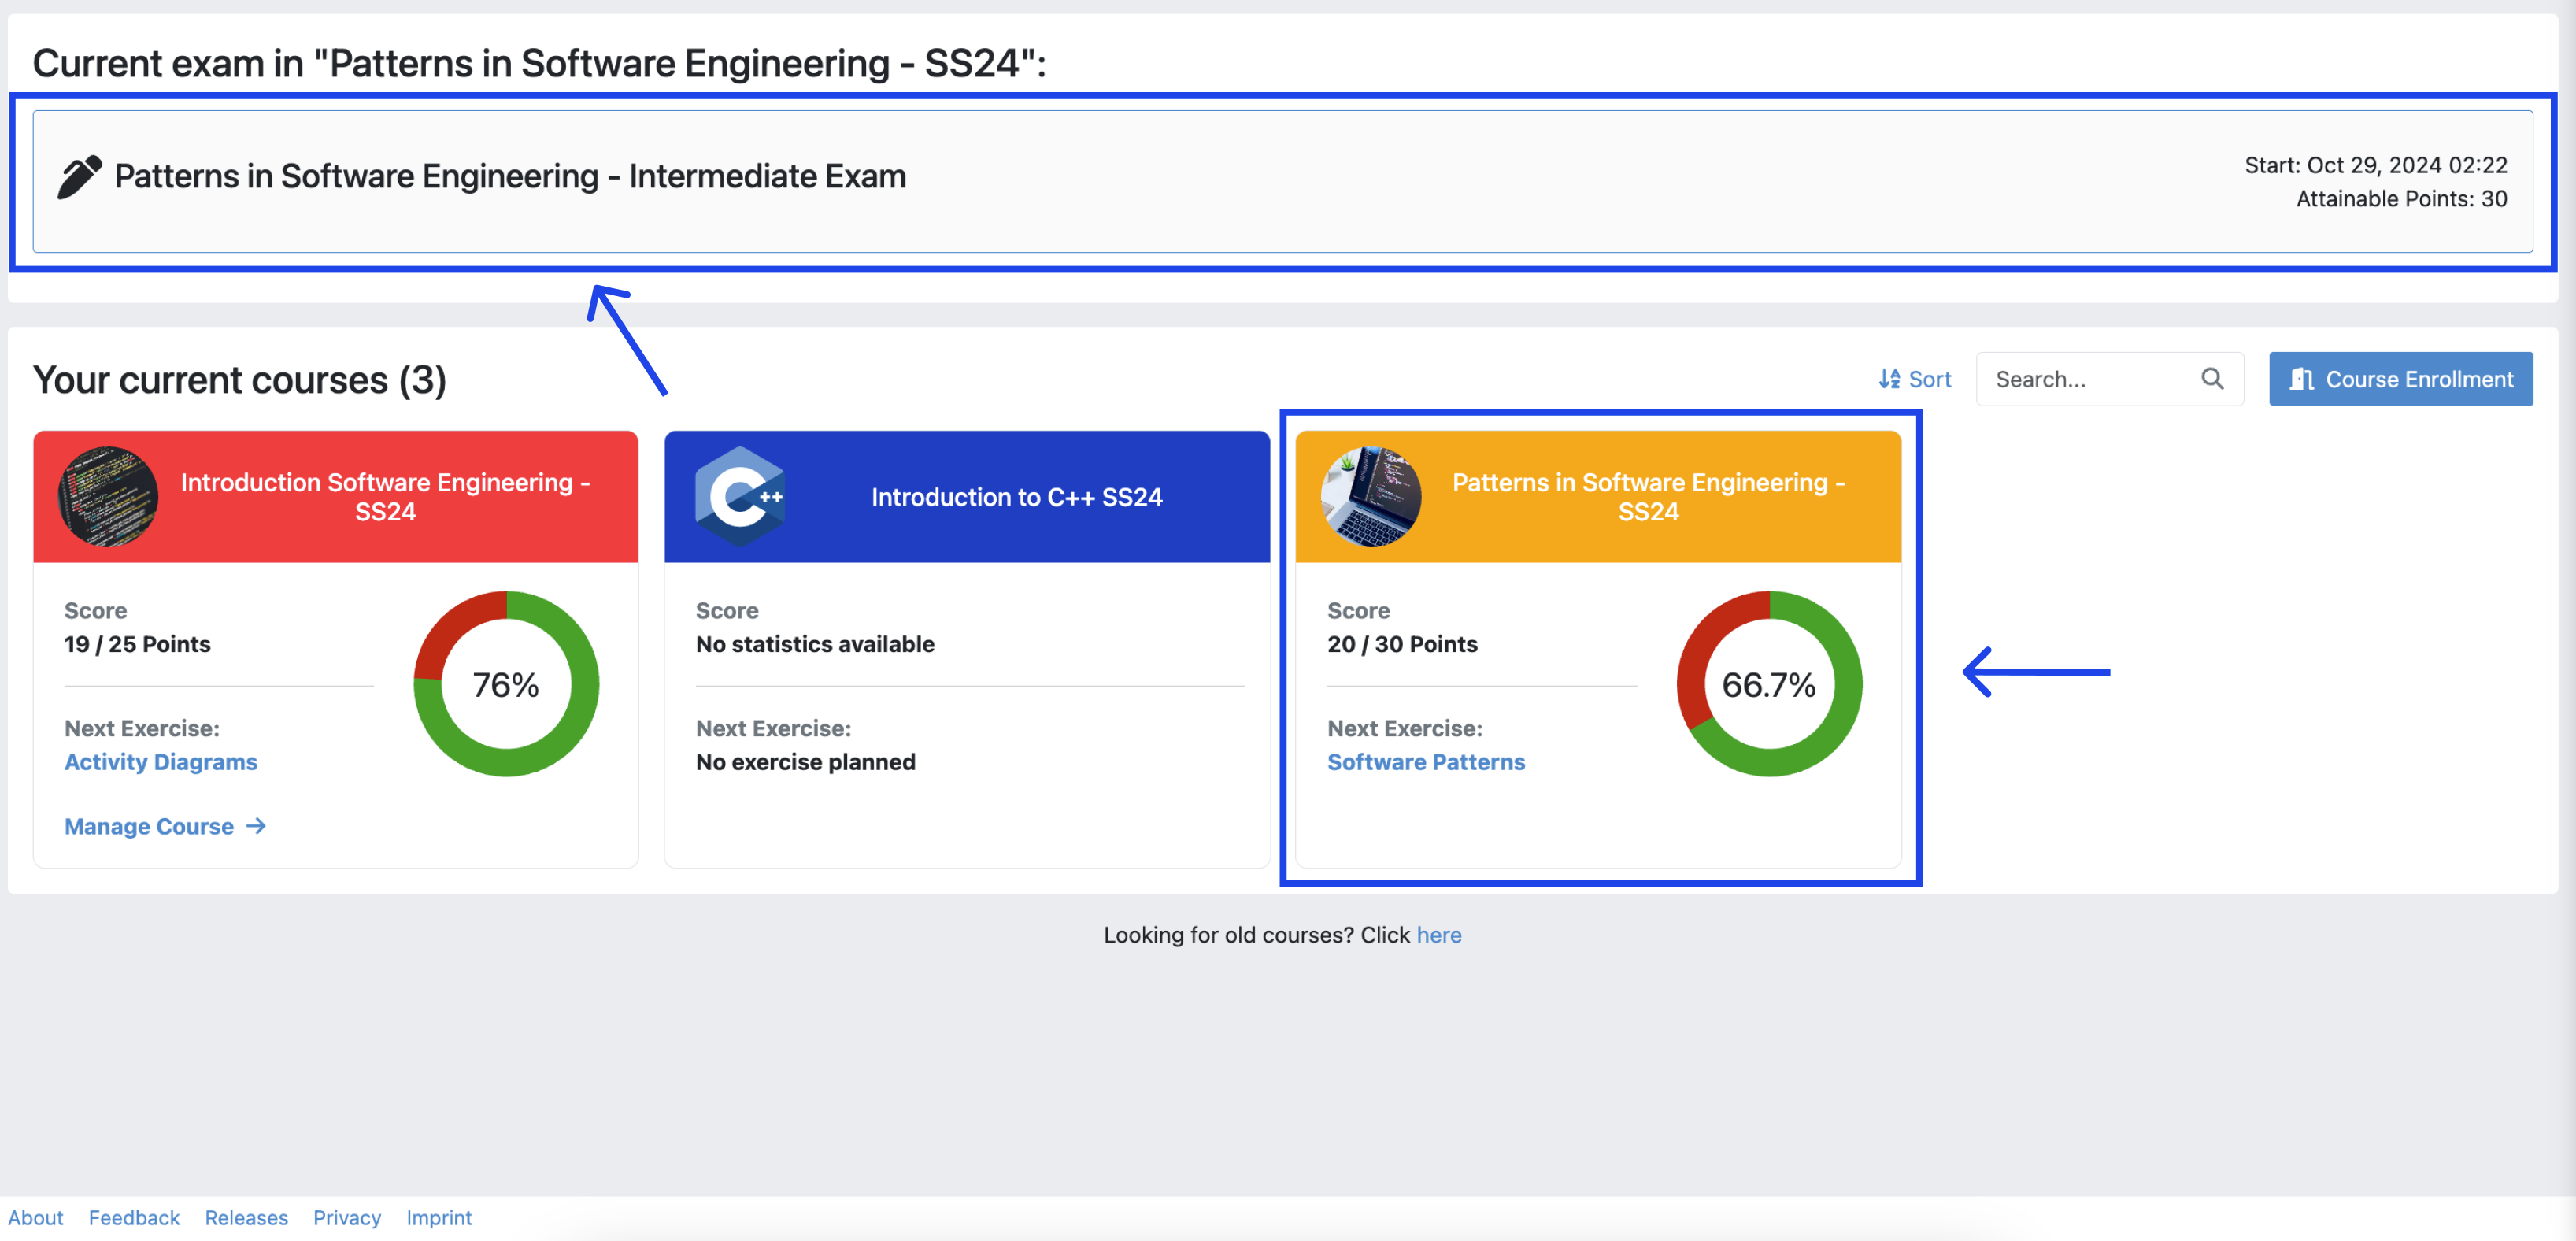 Current exam in "Patterns in Software Engineering - SS24":
Patterns in Software Engineering - Intermediate Exam
Start: Oct 29, 2024 02:22
Attainable Points: 30
Your current courses (3)
Sort
Search...
Course Enrollment
Introduction Software Engineering -
SS24
Score
19 / 25 Points
76%
Next Exercise:
Activity Diagrams
Manage Course
C++
Introduction to C++ SS24
Score
No statistics available
Next Exercise:
No exercise planned
Patterns in Software Engineering -
SS24
Score
20 / 30 Points
66.7%
Next Exercise:
Software Patterns
Looking for old courses? Click here
About Feedback Releases Privacy Imprint